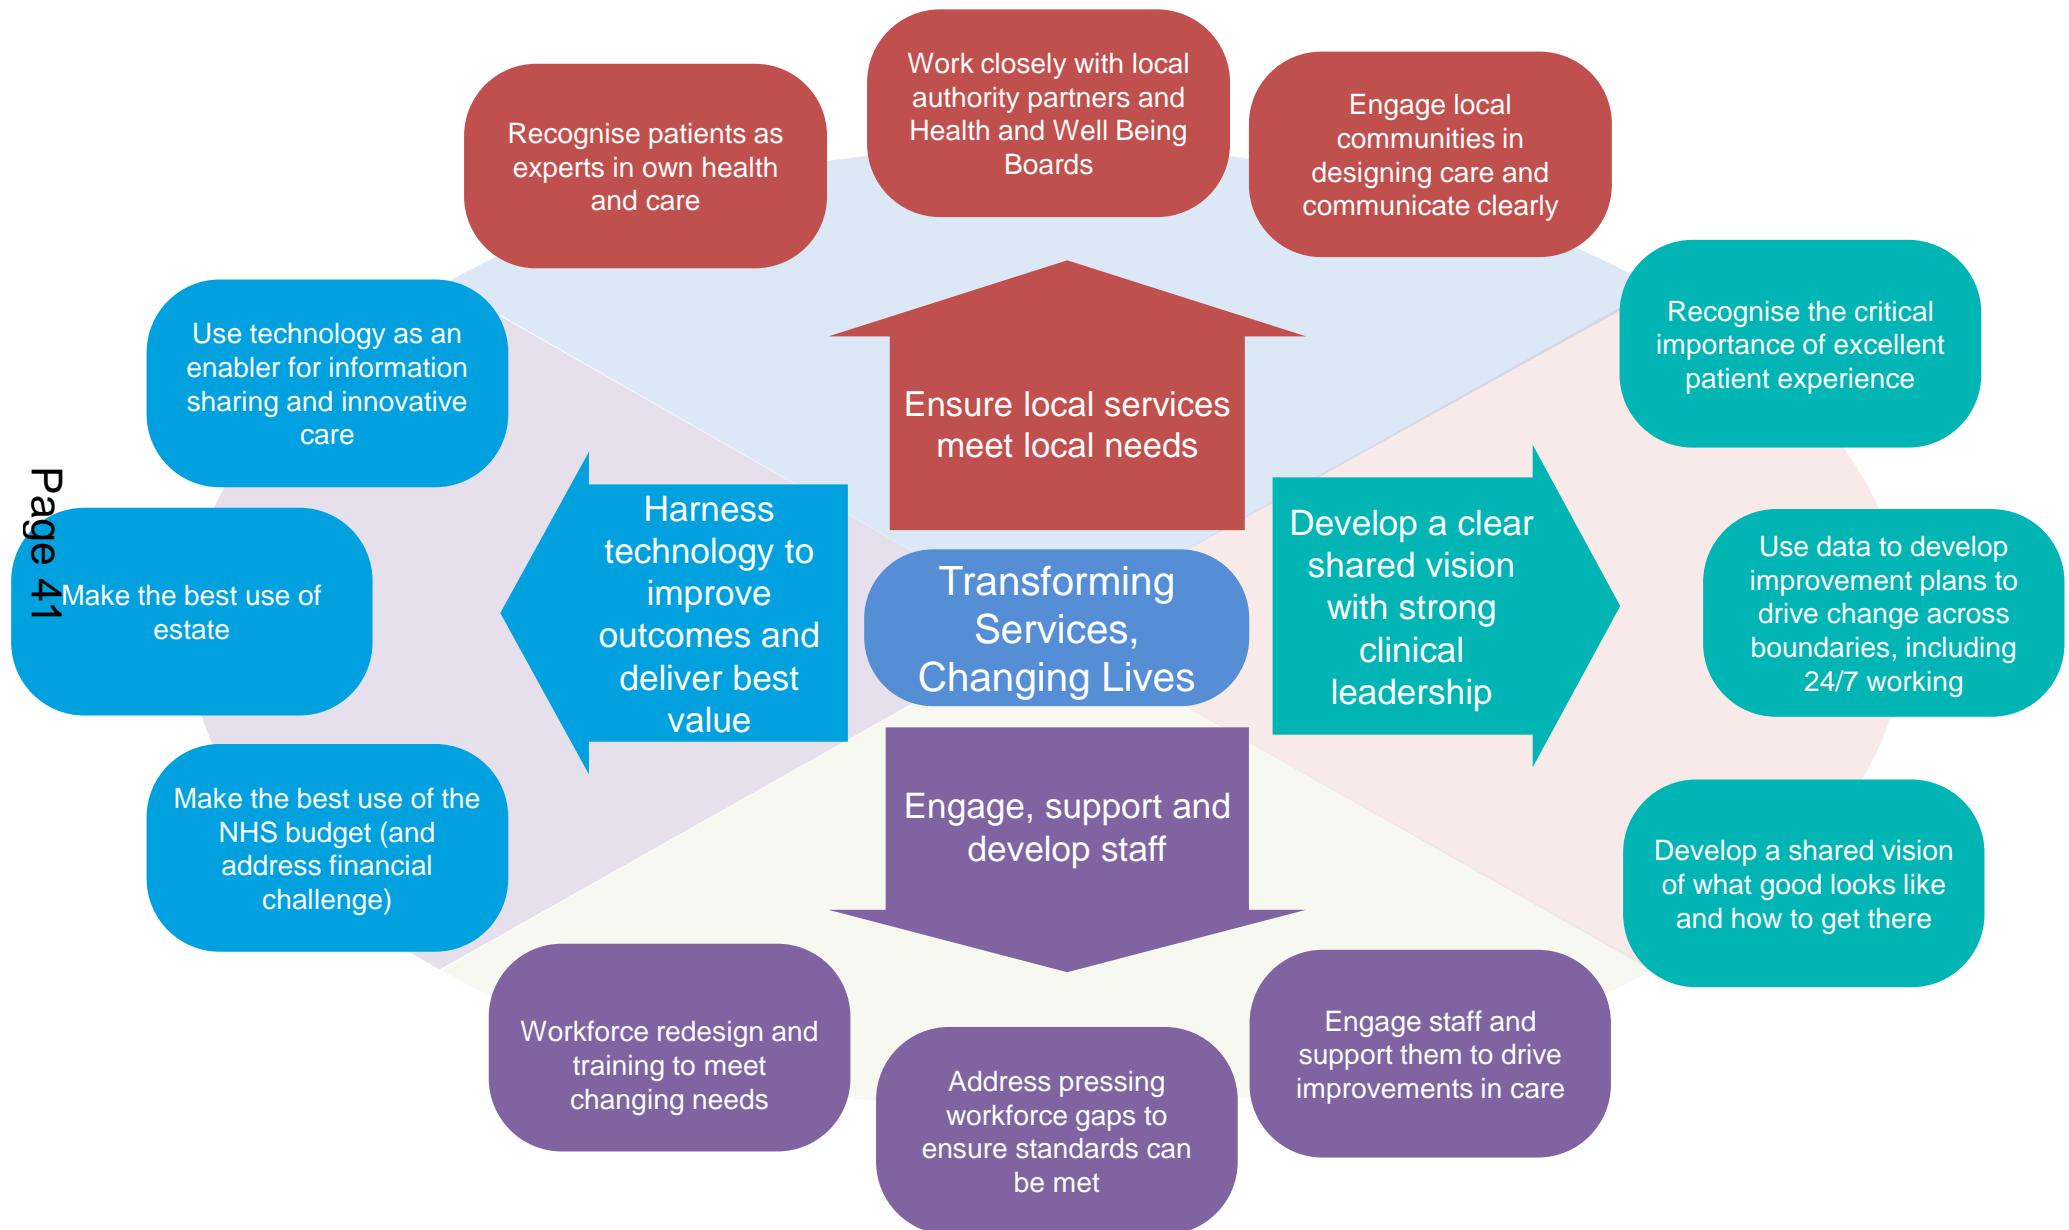 Work closely with local
authority partners and
Health and Well Being
Boards
Engage local
communities in
designing care and
communicate clearly
Recognise patients as
experts in own health
and care
Recognise the critical
importance of excellent
patient experience
Use technology as an
enabler for information
sharing and innovative
care
Ensure local services
meet local needs
Page 41
Make the best use of
estate
Harness
technology to
improve
outcomes and
deliver best
value
Transforming
Services,
Changing Lives
Develop a clear
shared vision
with strong
clinical
leadership
Use data to develop
improvement plans to
drive change across
boundaries, including
24/7 working
Make the best use of the
NHS budget (and
address financial
challenge)
Engage, support and
develop staff
Develop a shared vision
of what good looks like
and how to get there
Workforce redesign and
training to meet
changing needs
Address pressing
workforce gaps to
ensure standards can
be met
Engage staff and
support them to drive
improvements in care